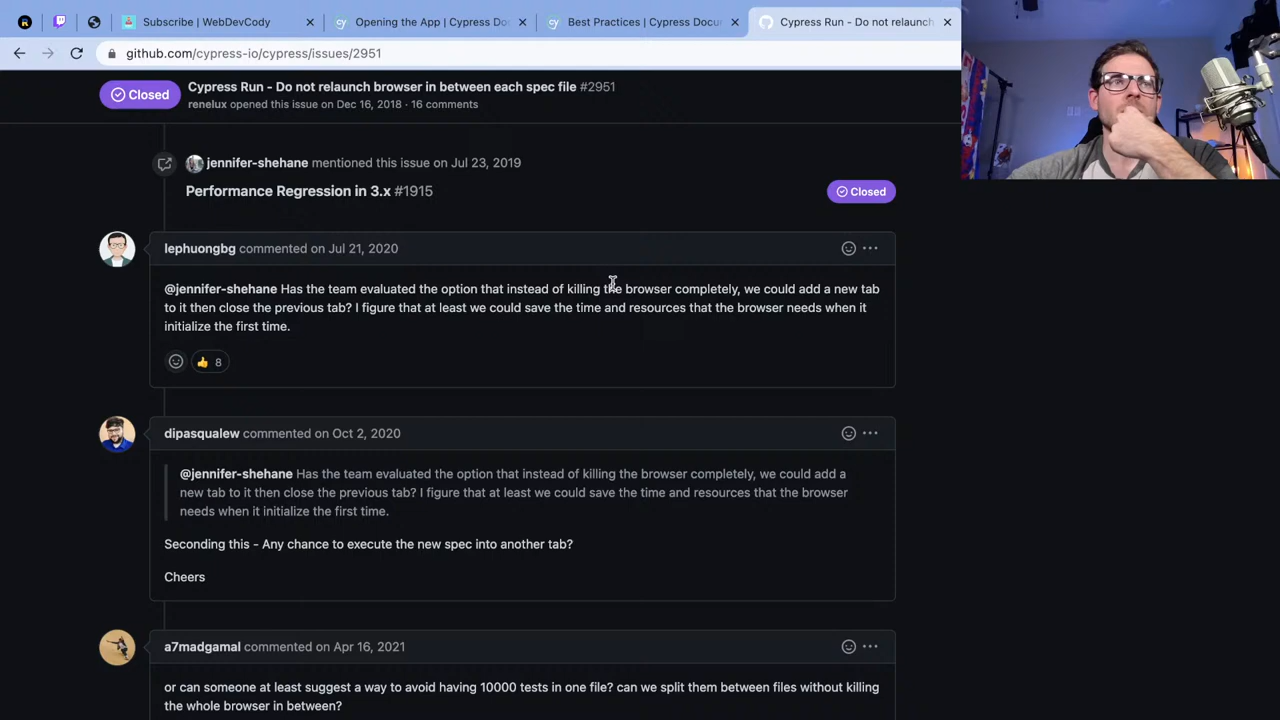 Subscribe | WebDevCody
Opening the App | Cypress Do
Best Practices | Cypress Docu
Cypress Run - Do not relaunch
github.com/cypress-io/cypress/issues/2951
Closed
Cypress Run - Do not relaunch browser in between each spec file #2951
renelux opened this issue on Dec 16, 2018 · 16 comments
jennifer-shehane mentioned this issue on Jul 23, 2019
Performance Regression in 3.x #1915
Closed
lephuongbg commented on Jul 21, 2020
@jennifer-shehane Has the team evaluated the option that instead of killing the browser completely, we could add a new tab
to it then close the previous tab? I figure that at least we could save the time and resources that the browser needs when it
initialize the first time.
8
dipasqualew commented on Oct 2, 2020
@jennifer-shehane Has the team evaluated the option that instead of killing the browser completely, we could add a
new tab to it then close the previous tab? I figure that at least we could save the time and resources that the browser
needs when it initialize the first time.
Seconding this - Any chance to execute the new spec into another tab?
Cheers
a7madgamal commented on Apr 16, 2021
or can someone at least suggest a way to avoid having 10000 tests in one file? can we split them between files without killing
the whole browser in between?